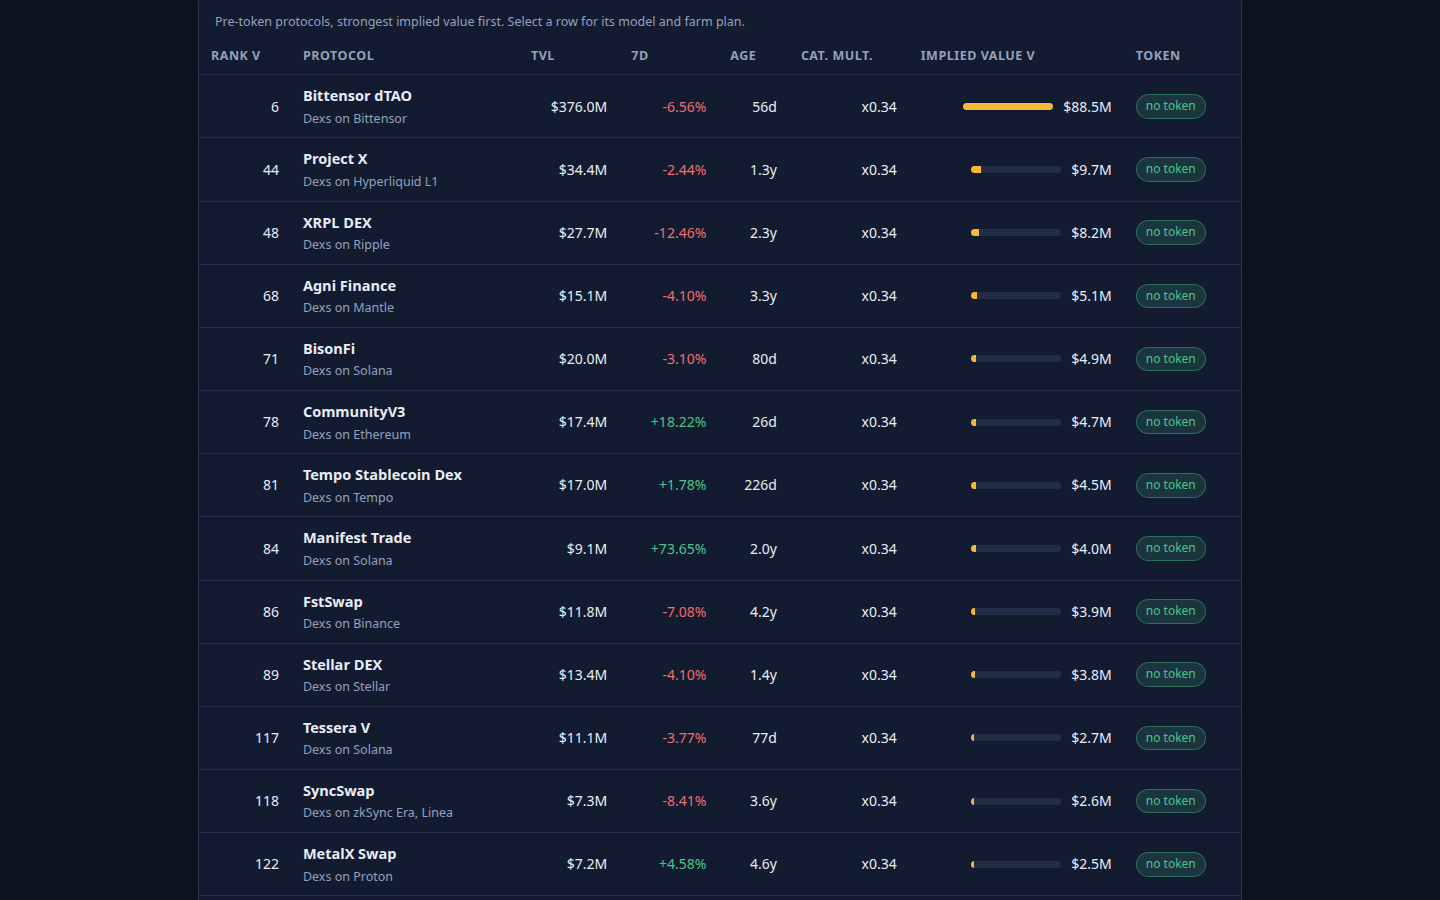 Pre-token protocols, strongest implied value first. Select a row for its model and farm plan.
RANK V PROTOCOL TVL 7D AGE CAT. MULT. IMPLIED VALUE V TOKEN
6 Bittensor dTAO $376.0M -6.56% 56d x0.34 $88.5M no token
Dexs on Bittensor
44 Project X $34.4M -2.44% 1.3y x0.34 $9.7M no token
Dexs on Hyperliquid L1
48 XRPL DEX $27.7M -12.46% 2.3y x0.34 $8.2M no token
Dexs on Ripple
68 Agni Finance $15.1M -4.10% 3.3y x0.34 $5.1M no token
Dexs on Mantle
71 BisonFi $20.0M -3.10% 80d x0.34 $4.9M no token
Dexs on Solana
78 CommunityV3 $17.4M +18.22% 26d x0.34 $4.7M no token
Dexs on Ethereum
81 Tempo Stablecoin Dex $17.0M +1.78% 226d x0.34 $4.5M no token
Dexs on Tempo
84 Manifest Trade $9.1M +73.65% 2.0y x0.34 $4.0M no token
Dexs on Solana
86 FstSwap $11.8M -7.08% 4.2y x0.34 $3.9M no token
Dexs on Binance
89 Stellar DEX $13.4M -4.10% 1.4y x0.34 $3.8M no token
Dexs on Stellar
117 Tessera V $11.1M -3.77% 77d x0.34 $2.7M no token
Dexs on Solana
118 SyncSwap $7.3M -8.41% 3.6y x0.34 $2.6M no token
Dexs on zkSync Era, Linea
122 MetalX Swap $7.2M +4.58% 4.6y x0.34 $2.5M no token
Dexs on Proton